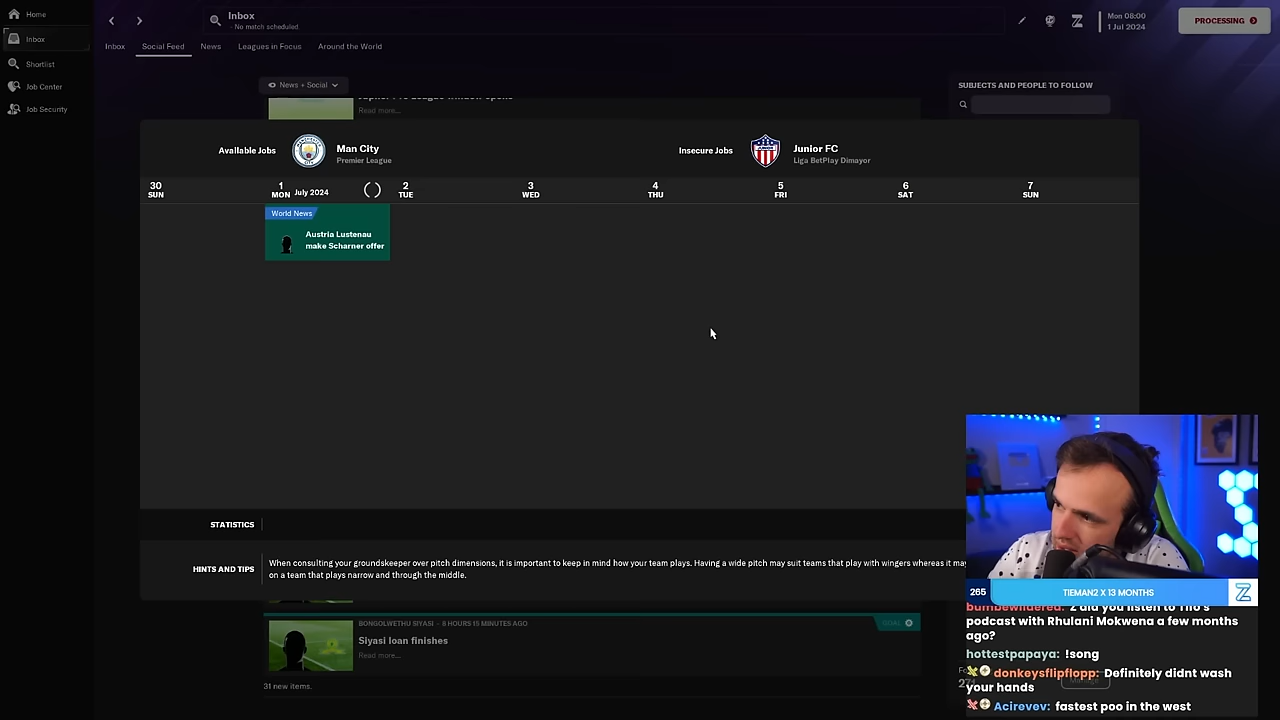 Home
Inbox
Shortlist
Job Center
Job Security
Inbox
- No match scheduled
Mon 08:00
1 Jul 2024
PROCESSING
Inbox
Social Feed
News
Leagues in Focus
Around the World
News + Social
SUBJECTS AND PEOPLE TO FOLLOW
Read more...
Available Jobs
Man City
Premier League
Insecure Jobs
Junior FC
Liga BetPlay Dimayor
30
SUN
1
MON
July 2024
2
TUE
3
WED
4
THU
5
FRI
6
SAT
7
SUN
World News
Austria Lustenau
make Scharner offer
STATISTICS
HINTS AND TIPS
When consulting your groundskeeper over pitch dimensions, it is important to keep in mind how your team plays. Having a wide pitch may suit teams that play with wingers whereas it may
on a team that plays narrow and through the middle.
BONGOLWETHU SIYASI - 8 HOURS 15 MINUTES AGO
GOAL
Siyasi loan finishes
Read more...
31 new items.
265
TIEMAN2 X 13 MONTHS
burnbewildered: Z did you listen to Tho's
podcast with Rhulani Mokwena a few months
ago?
hottestpapaya: !song
donkeysflipflopp: Definitely didnt wash
your hands
Acirevev: fastest poo in the west